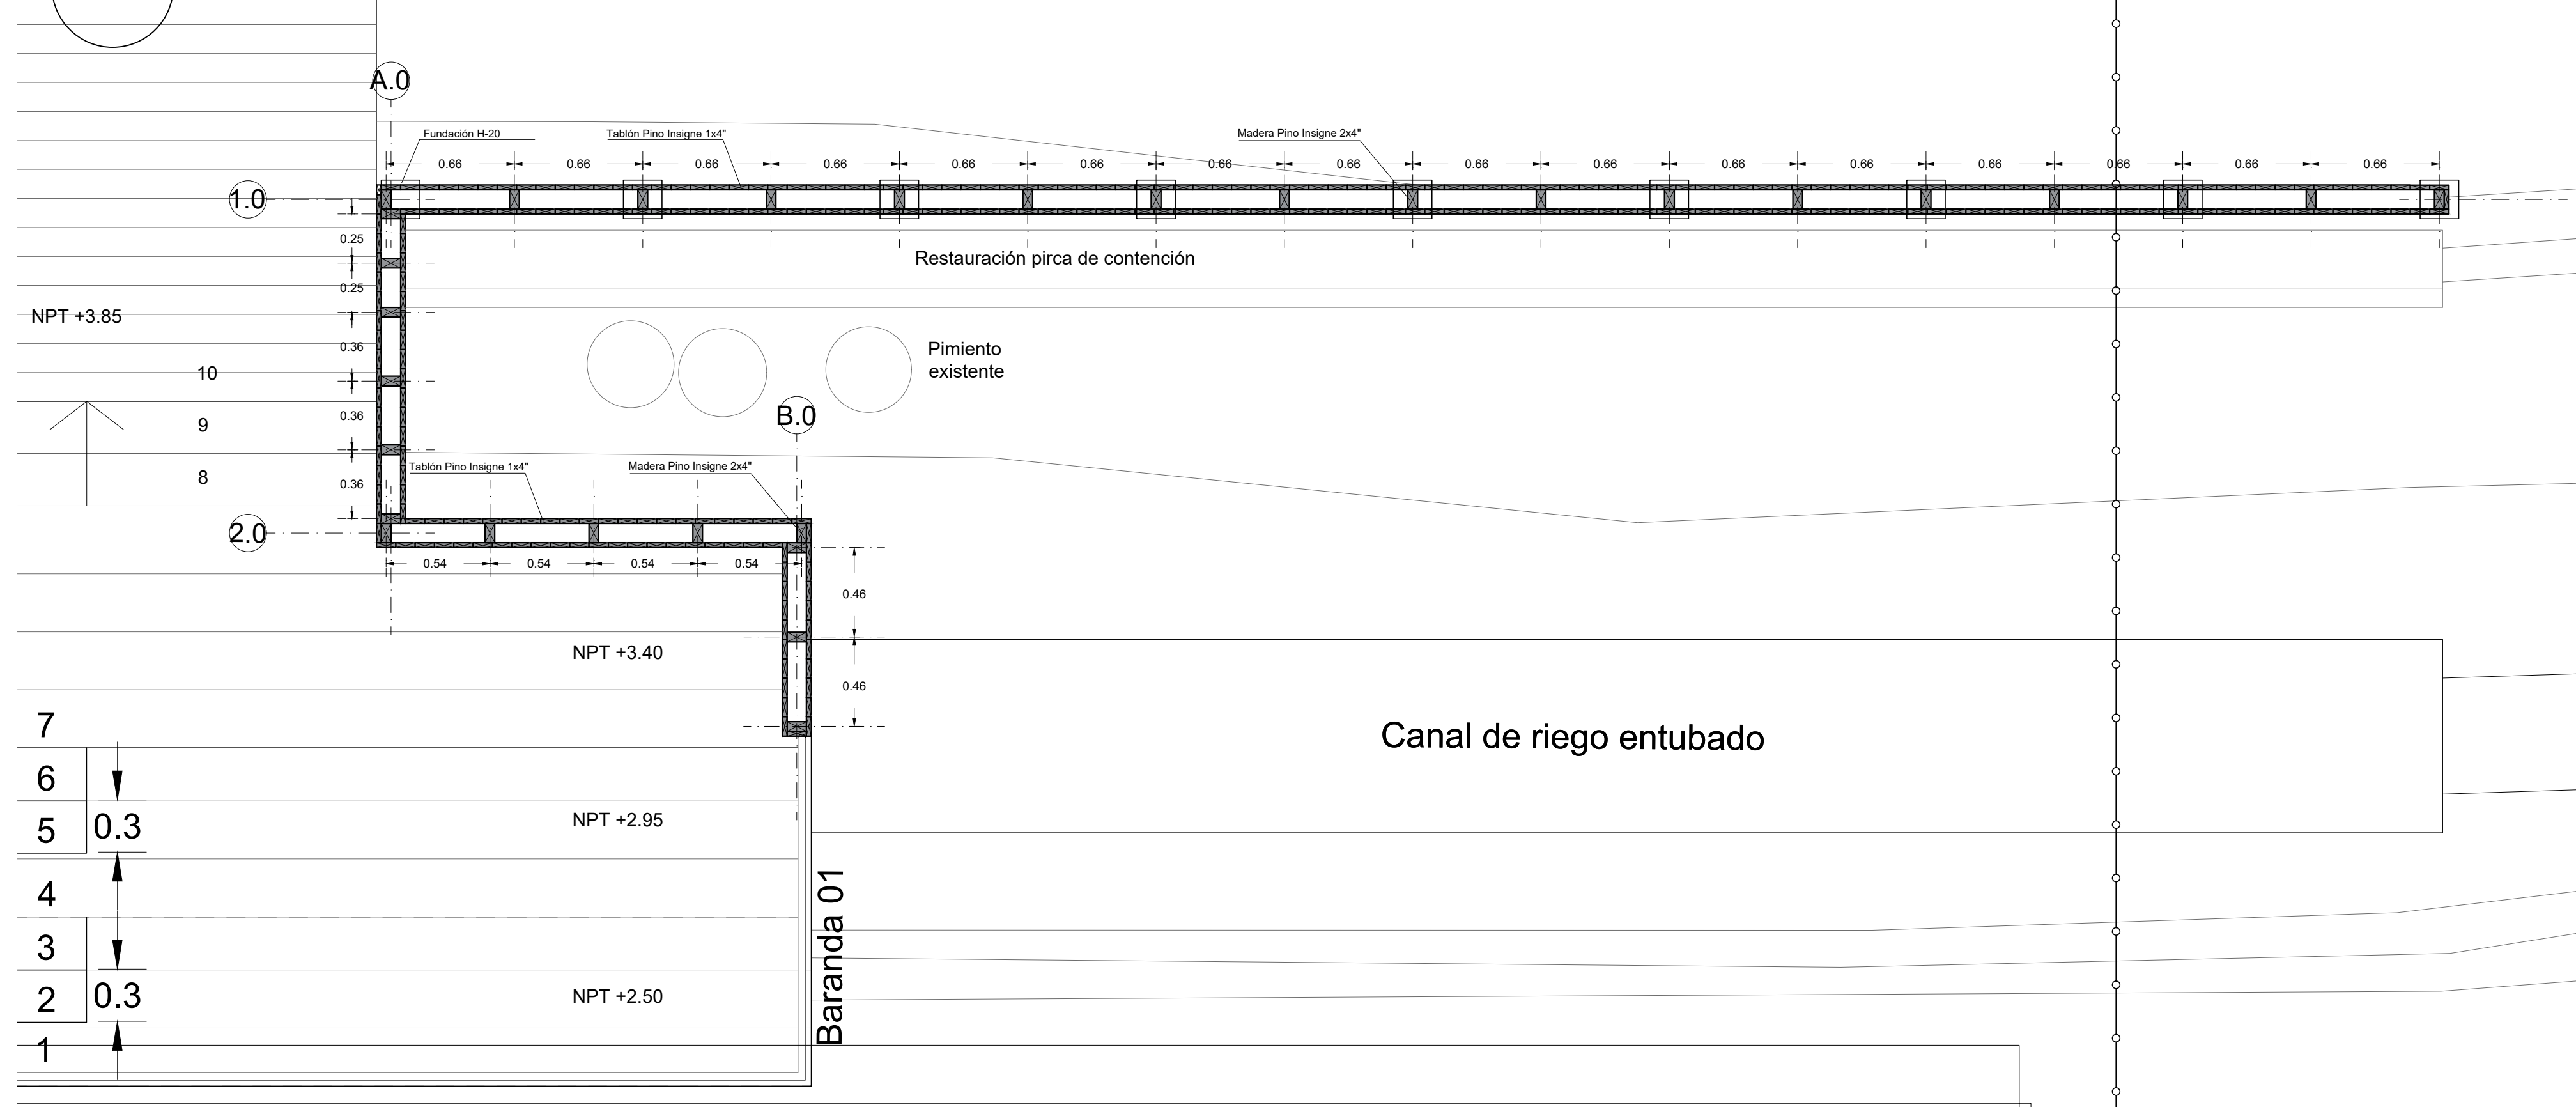 A.0
Fundación H-20
Tablón Pino Insigne 1x4"
Madera Pino Insigne 2x4"
0.66 0.66 0.66 0.66 0.66 0.66 0.66 0.66 0.66 0.66 0.66 0.66 0.66 0.66 0.66 0.66
1.0
0.25
Restauración pirca de contención
0.25
NPT +3.85
0.36
Pimiento
existente
10
B.0
0.36
9
Tablón Pino Insigne 1x4"
Madera Pino Insigne 2x4"
8
0.36
2.0
0.54 0.54 0.54 0.54
0.46
NPT +3.40
0.46
7
Canal de riego entubado
6
5
0.3
NPT +2.95
4
Baranda 01
3
2
0.3
NPT +2.50
1